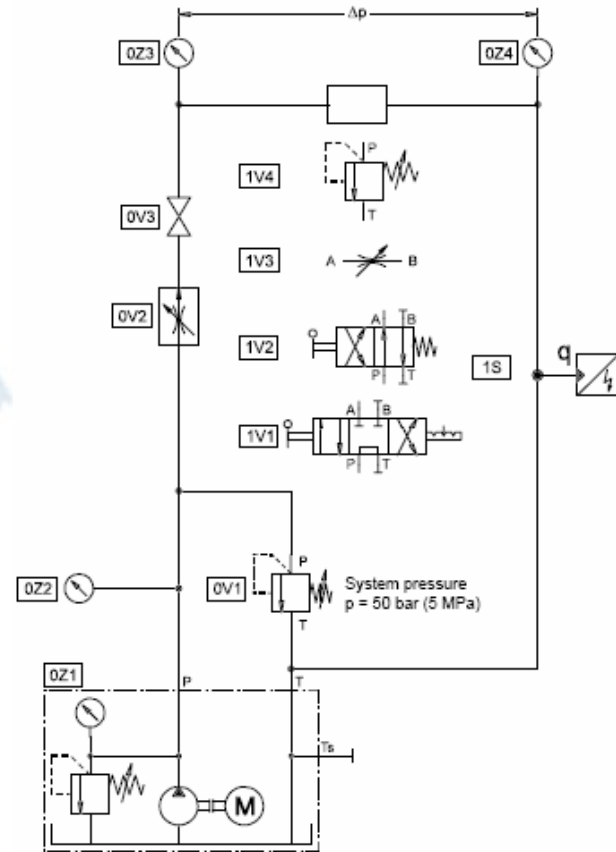 Δp
0Z3
0Z4
P
1V4
T
0V3
1V3
A
B
0V2
A
B
1V2
P
T
q
1S
A
B
1V1
P
T
P
0Z2
0V1
System pressure
p = 50 bar (5 MPa)
T
0Z1
P
T
Ts
M